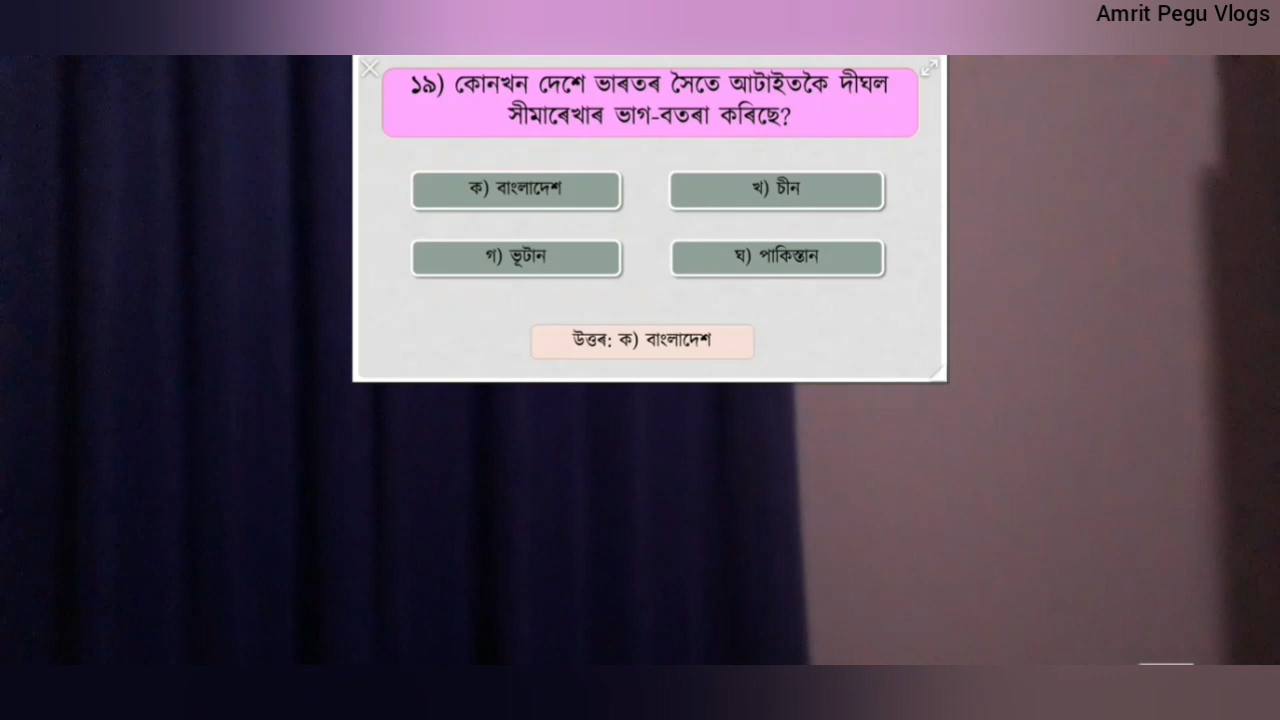 Amrit Pegu Vlogs
১৯) কোনখন দেশে ভাৰতৰ সৈতে আটাইতকৈ দীঘল
সীমাৰেখাৰ ভাগ-বতৰা কৰিছে?
ক) বাংলাদেশ
খ) চীন
গ) ভূটান
ঘ) পাকিস্তান
উত্তৰ: ক) বাংলাদেশ